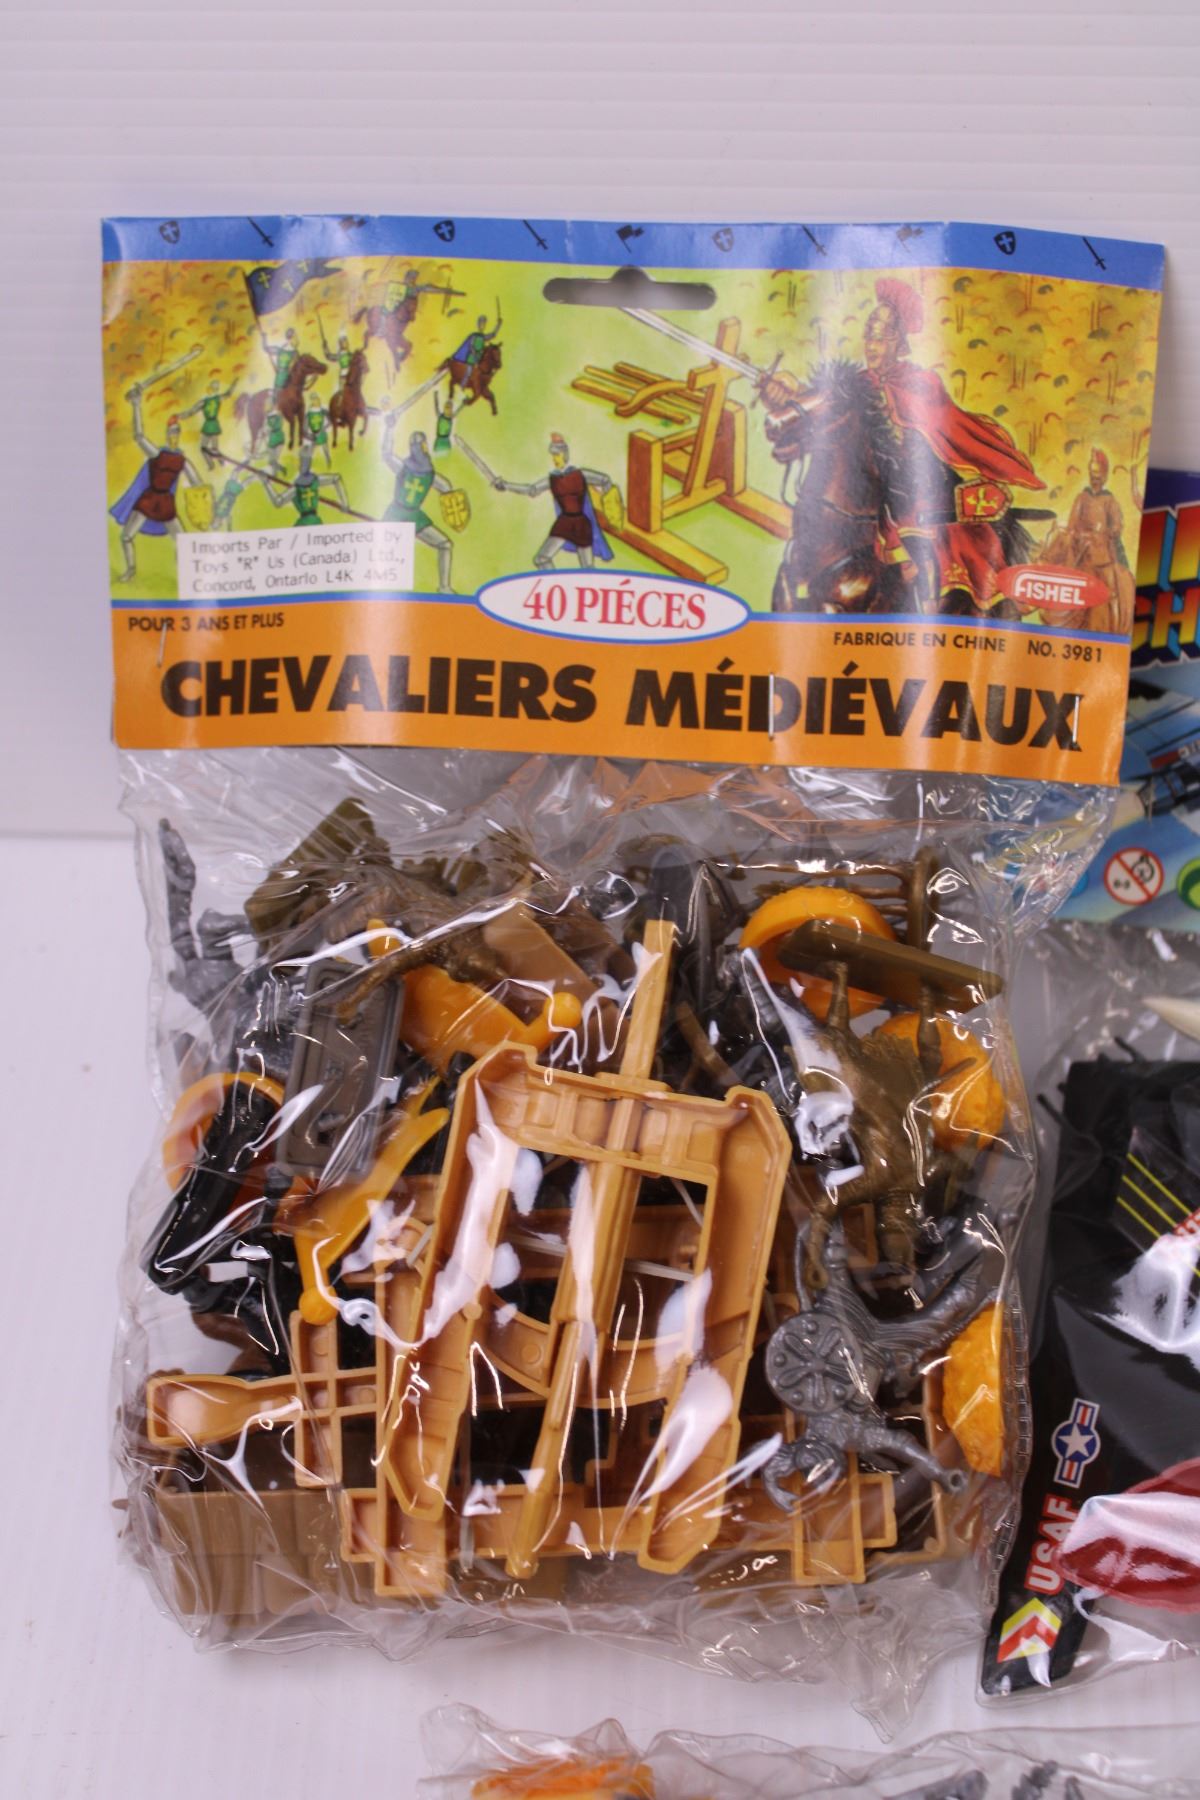 Imports Par / Imported by
Toys "R" Us (Canada) Ltd.,
Concord, Ontario L4K 4M5
40 PIÉCES
FISHEL
POUR 3 ANS ET PLUS
FABRIQUE EN CHINE NO. 3981
CHEVALIERS MÉDIÉVAUX
USAF